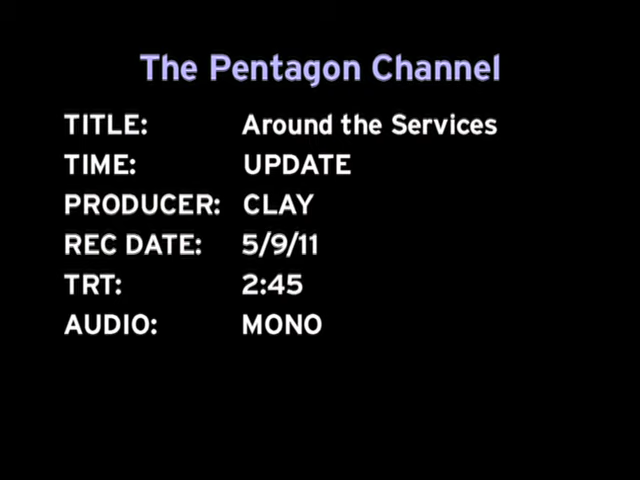 The Pentagon Channel
TITLE: Around the Services
TIME: UPDATE
PRODUCER: CLAY
REC DATE: 5/9/11
TRT: 2:45
AUDIO: MONO